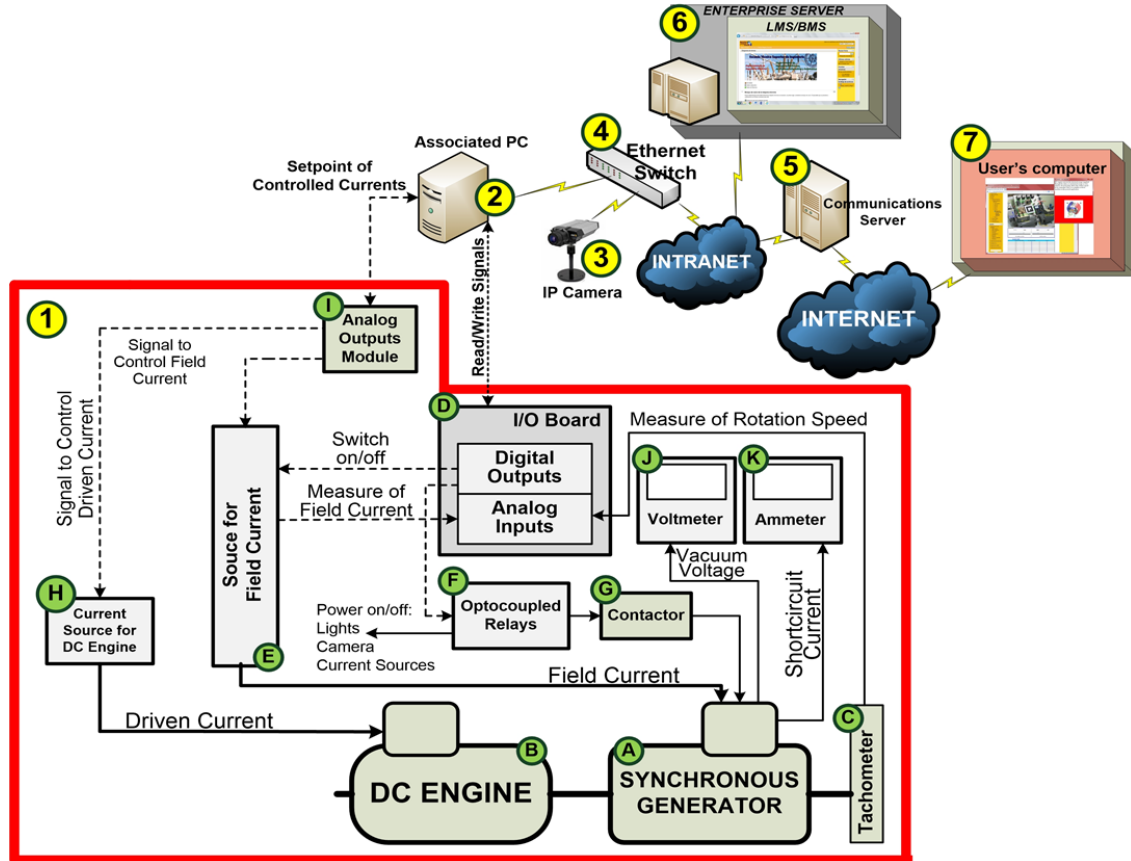 6
ENTERPRISE SERVER
LMS/BMS
Associated PC
4
Ethernet
Switch
7
User's computer
Setpoint of
Controlled Currents
2
5
Communications
Server
3
IP Camera
INTRANET
INTERNET
Read/Write Signals
1
I
Analog
Outputs
Module
Signal to
Control Field
Current
Signal to Control
Driven Current
D
I/O Board
Measure of Rotation Speed
Switch
on/off
Digital
Outputs
Measure of
Field Current
Analog
Inputs
J
Voltmeter
K
Ammeter
Souce for
Field Current
E
Vacuum
Voltage
Shortcircuit
Current
H
Current
Source for
DC Engine
F
Optocoupled
Relays
G
Contactor
Power on/off:
Lights
Camera
Current Sources
Field Current
Driven Current
B
DC ENGINE
A
SYNCHRONOUS
GENERATOR
C
Tachometer